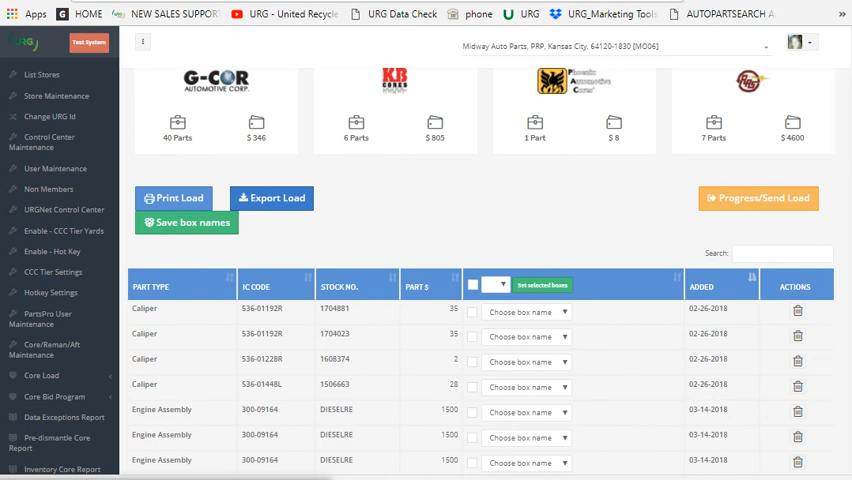 Apps G HOME NEW SALES SUPPORT URG - United Recycle URG Data Check phone URG URG_Marketing Tools AUTOPARTSEARCH A
URG Test System
Midway Auto Parts, PRP, Kansas City, 64120-1830 [MO06]
List Stores
Store Maintenance
Change URG Id
Control Center
Maintenance
User Maintenance
Non Members
URGNet Control Center
Enable - CCC Tier Yards
Enable - Hot Key
CCC Tier Settings
Hotkey Settings
PartsPro User
Maintenance
Core/Reman/Aft
Maintenance
Core Load
Core Bid Program
Data Exceptions Report
Pre-dismantle Core
Report
Inventory Core Report
G-COR
AUTOMOTIVE CORP.
KB
CORES
Phoenix
Automotive
Cores
40 Parts $ 346 6 Parts $ 805 1 Part $ 8 7 Parts $ 4600
Print Load Export Load Progress/Send Load
Save box names
Search:
PART TYPE IC CODE STOCK NO. PART $ Set selected boxes ADDED ACTIONS
Caliper 536-01192R 1704881 35 Choose box name 02-26-2018
Caliper 536-01192R 1704023 35 Choose box name 02-26-2018
Caliper 536-01228R 1608374 2 Choose box name 02-26-2018
Caliper 536-01448L 1506663 28 Choose box name 02-26-2018
Engine Assembly 300-09164 DIESELRE 1500 Choose box name 03-14-2018
Engine Assembly 300-09164 DIESELRE 1500 Choose box name 03-14-2018
Engine Assembly 300-09164 DIESELRE 1500 Choose box name 03-14-2018